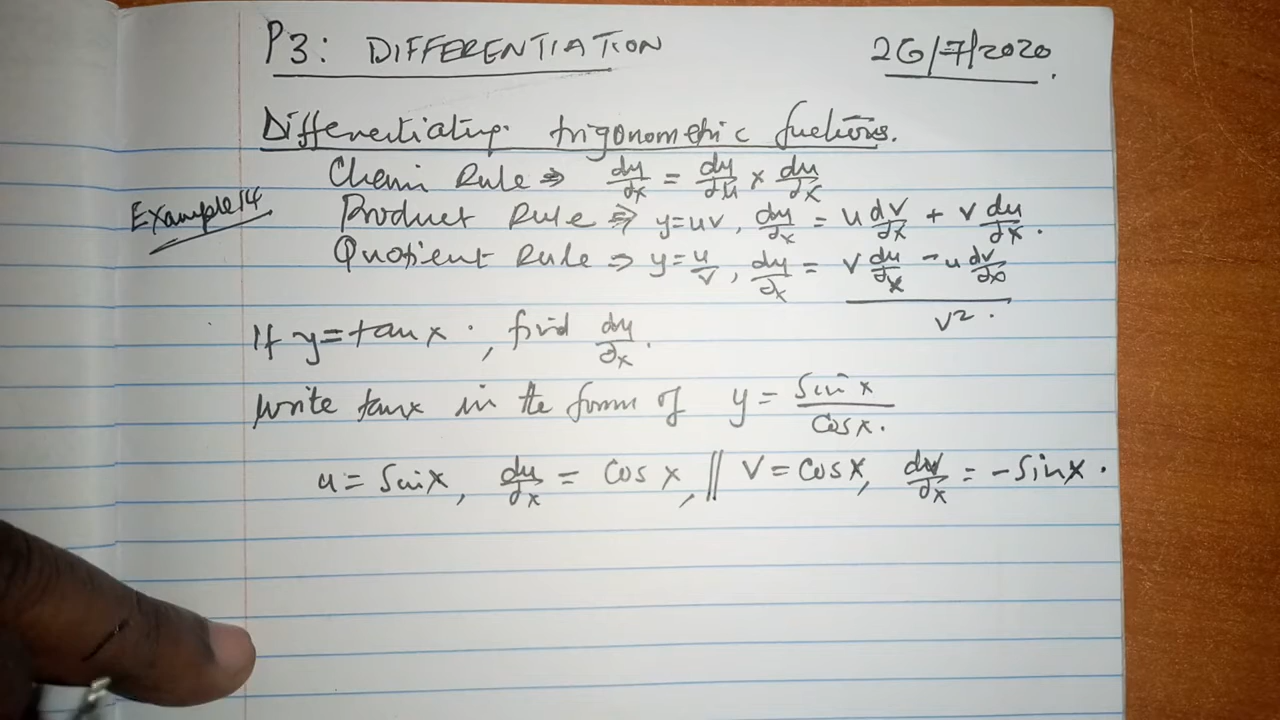 P3: DIFFERENTIATION 26/7/2020.
Differentiating trigonometric functions.
Chain Rule ⇒ dy/dx = dy/du × du/dx
Example 14
Product Rule ⇒ y=uv, dy/dx = u dv/dx + v du/dx.
Quotient Rule ⇒ y=u/v, dy/dx = (v du/dx - u dv/dx)/v².
If y=tan x, find dy/dx.
Write tanx in the form of y = Sin x/Cos x.
u = Sin x, du/dx = Cos x, // V = Cos x, dv/dx = -Sin x.